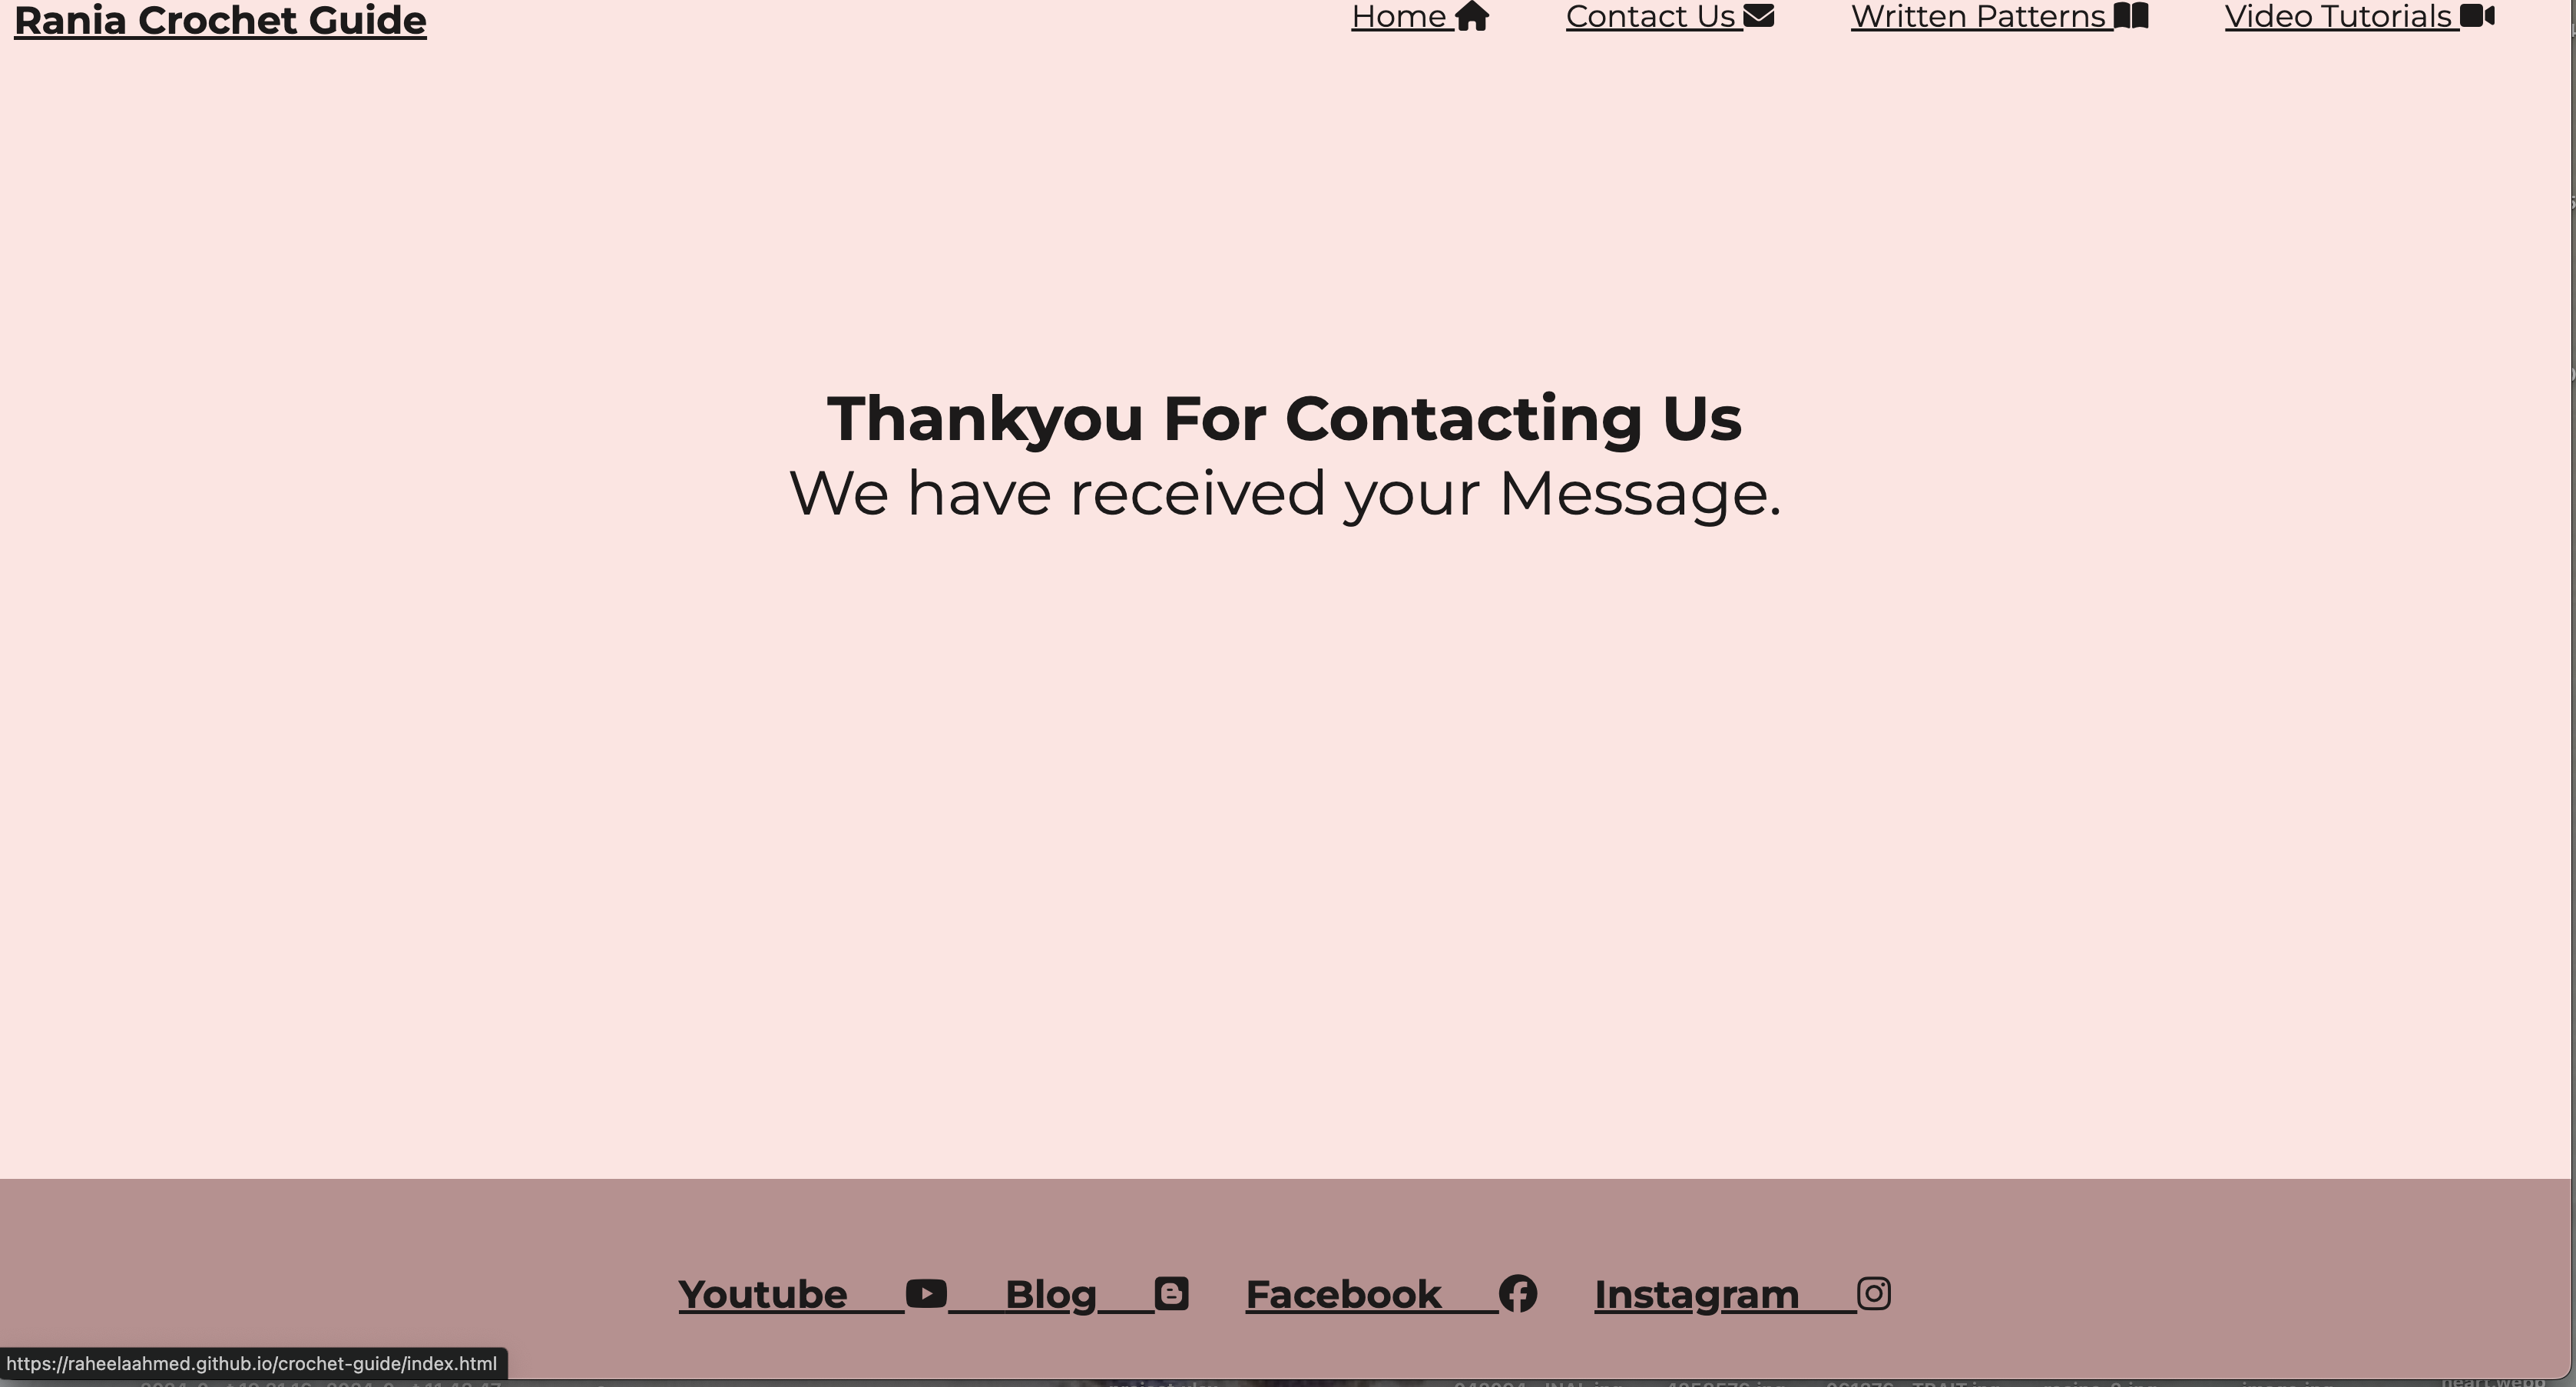 Rania Crochet Guide
Home Contact Us Written Patterns Video Tutorials
Thankyou For Contacting Us
We have received your Message.
Youtube Blog Facebook Instagram
https://raheelaahmed.github.io/crochet-guide/index.html